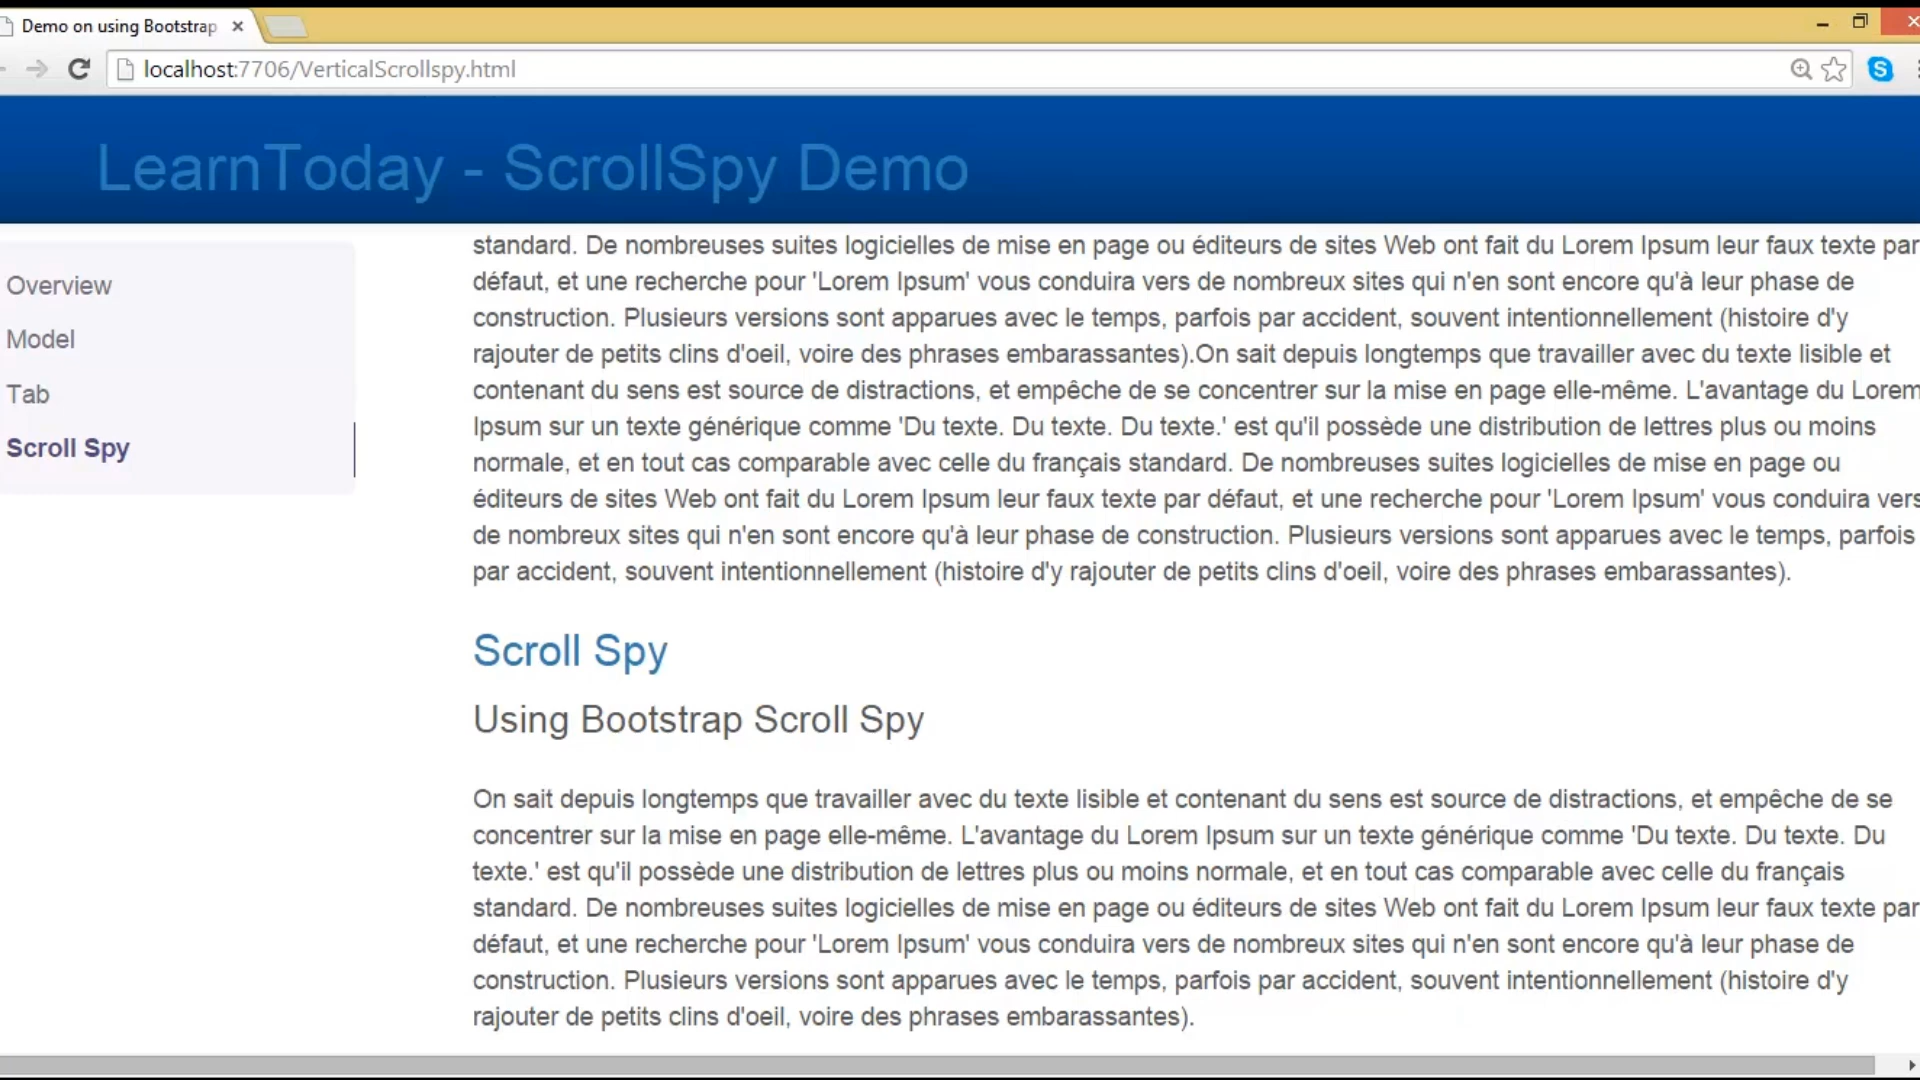 Demo on using Bootstrap
localhost:7706/VerticalScrollspy.html
LearnToday - ScrollSpy Demo
Overview
Model
Tab
Scroll Spy
standard. De nombreuses suites logicielles de mise en page ou éditeurs de sites Web ont fait du Lorem Ipsum leur faux texte par
défaut, et une recherche pour 'Lorem Ipsum' vous conduira vers de nombreux sites qui n'en sont encore qu'à leur phase de
construction. Plusieurs versions sont apparues avec le temps, parfois par accident, souvent intentionnellement (histoire d'y
rajouter de petits clins d'oeil, voire des phrases embarassantes).On sait depuis longtemps que travailler avec du texte lisible et
contenant du sens est source de distractions, et empêche de se concentrer sur la mise en page elle-même. L'avantage du Lorem
Ipsum sur un texte générique comme 'Du texte. Du texte. Du texte.' est qu'il possède une distribution de lettres plus ou moins
normale, et en tout cas comparable avec celle du français standard. De nombreuses suites logicielles de mise en page ou
éditeurs de sites Web ont fait du Lorem Ipsum leur faux texte par défaut, et une recherche pour 'Lorem Ipsum' vous conduira vers
de nombreux sites qui n'en sont encore qu'à leur phase de construction. Plusieurs versions sont apparues avec le temps, parfois
par accident, souvent intentionnellement (histoire d'y rajouter de petits clins d'oeil, voire des phrases embarassantes).
Scroll Spy
Using Bootstrap Scroll Spy
On sait depuis longtemps que travailler avec du texte lisible et contenant du sens est source de distractions, et empêche de se
concentrer sur la mise en page elle-même. L'avantage du Lorem Ipsum sur un texte générique comme 'Du texte. Du texte. Du
texte.' est qu'il possède une distribution de lettres plus ou moins normale, et en tout cas comparable avec celle du français
standard. De nombreuses suites logicielles de mise en page ou éditeurs de sites Web ont fait du Lorem Ipsum leur faux texte par
défaut, et une recherche pour 'Lorem Ipsum' vous conduira vers de nombreux sites qui n'en sont encore qu'à leur phase de
construction. Plusieurs versions sont apparues avec le temps, parfois par accident, souvent intentionnellement (histoire d'y
rajouter de petits clins d'oeil, voire des phrases embarassantes).